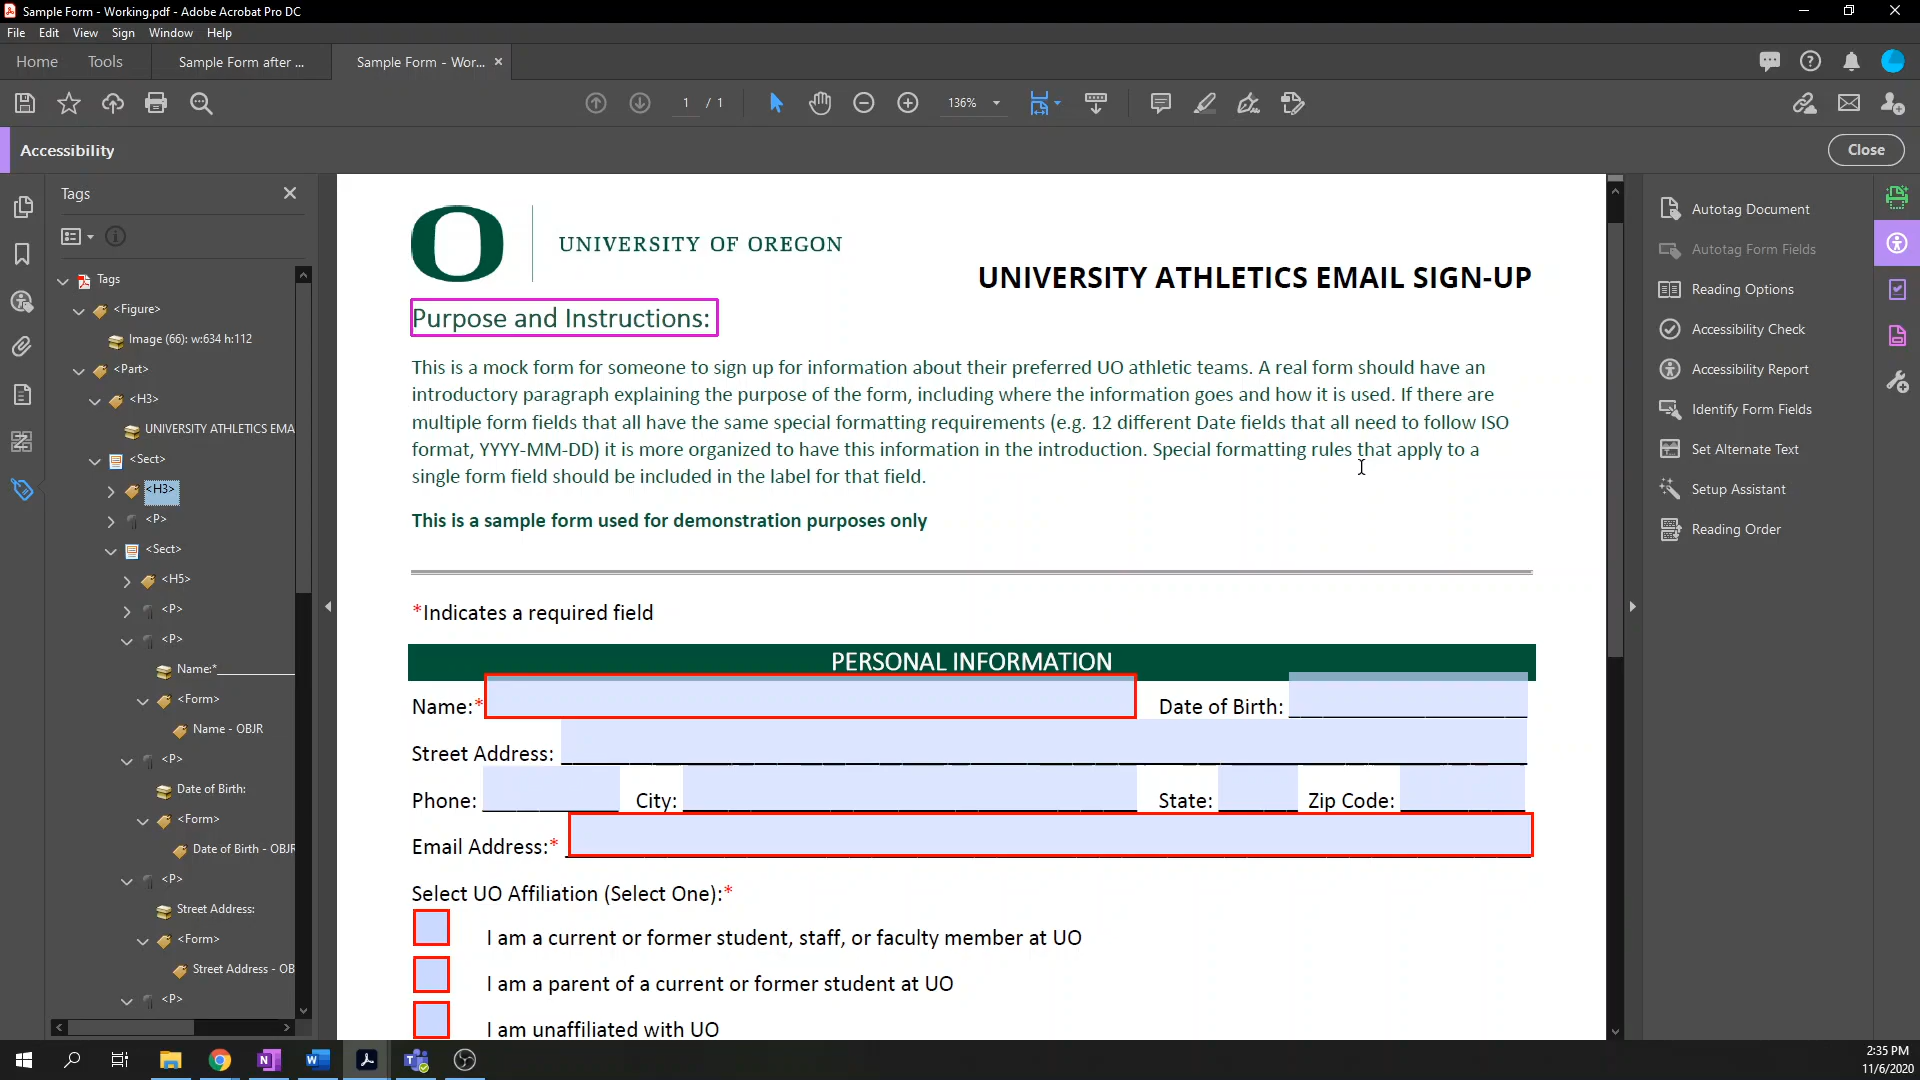 Sample Form - Working.pdf - Adobe Acrobat Pro DC
File Edit View Sign Window Help
Home Tools Sample Form after ... Sample Form - Wor...
1 / 1 136%
Accessibility
Close
Tags
Tags
<Figure>
Image (66): w:634 h:112
<Part>
<H3>
UNIVERSITY ATHLETICS EMA
<Sect>
<H3>
<P>
<Sect>
<H5>
<P>
<P>
Name:*
<Form>
Name - OBJR
<P>
Date of Birth:
<Form>
Date of Birth - OBJR
<P>
Street Address:
<Form>
Street Address - OB
<P>
UNIVERSITY OF OREGON
UNIVERSITY ATHLETICS EMAIL SIGN-UP
Purpose and Instructions:
This is a mock form for someone to sign up for information about their preferred UO athletic teams. A real form should have an
introductory paragraph explaining the purpose of the form, including where the information goes and how it is used. If there are
multiple form fields that all have the same special formatting requirements (e.g. 12 different Date fields that all need to follow ISO
format, YYYY-MM-DD) it is more organized to have this information in the introduction. Special formatting rules that apply to a
single form field should be included in the label for that field.
This is a sample form used for demonstration purposes only
*Indicates a required field
PERSONAL INFORMATION
Name:* Date of Birth:
Street Address:
Phone: City: State: Zip Code:
Email Address:*
Select UO Affiliation (Select One):*
I am a current or former student, staff, or faculty member at UO
I am a parent of a current or former student at UO
I am unaffiliated with UO
Autotag Document
Autotag Form Fields
Reading Options
Accessibility Check
Accessibility Report
Identify Form Fields
Set Alternate Text
Setup Assistant
Reading Order
2:35 PM
11/6/2020